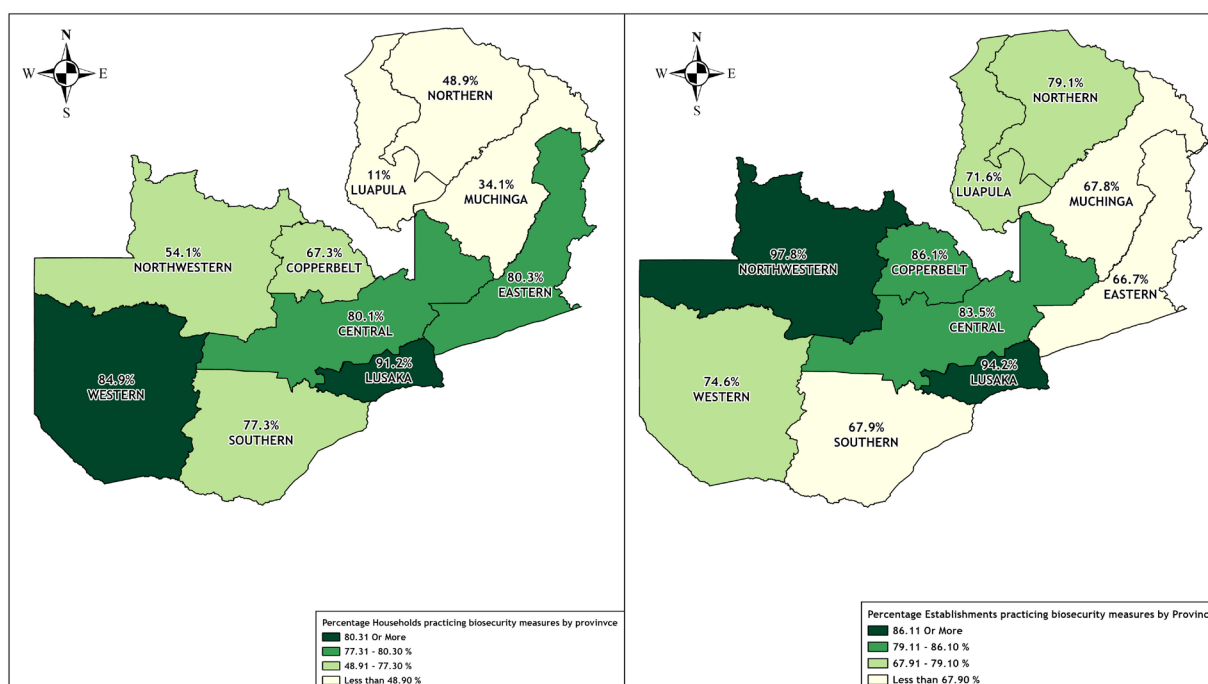 N
W E
S
48.9%
NORTHERN
11%
LUAPULA
34.1%
MUCHINGA
54.1%
NORTHWESTERN
67.3%
COPPERBELT
80.3%
EASTERN
80.1%
CENTRAL
91.2%
LUSAKA
84.9%
WESTERN
77.3%
SOUTHERN
Percentage Households practicing biosecurity measures by provinvce
80.31 Or More
77.31 - 80.30 %
48.91 - 77.30 %
Less than 48.90 %
N
W E
S
79.1%
NORTHERN
71.6%
LUAPULA
67.8%
MUCHINGA
97.8%
NORTHWESTERN
86.1%
COPPERBELT
66.7%
EASTERN
83.5%
CENTRAL
94.2%
LUSAKA
74.6%
WESTERN
67.9%
SOUTHERN
Percentage Establishments practicing biosecurity measures by Provinc
86.11 Or More
79.11 - 86.10 %
67.91 - 79.10 %
Less than 67.90 %